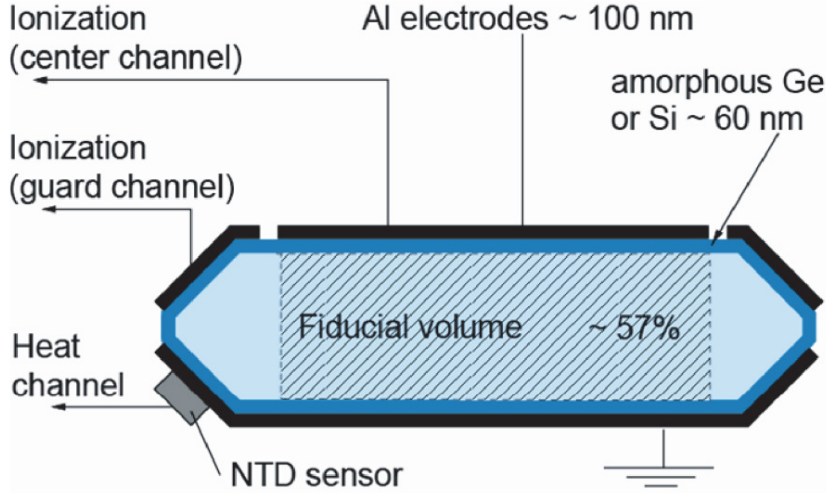 Ionization
(center channel)
Al electrodes ~ 100 nm
amorphous Ge
or Si ~ 60 nm
Ionization
(guard channel)
Fiducial volume ~ 57%
Heat
channel
NTD sensor